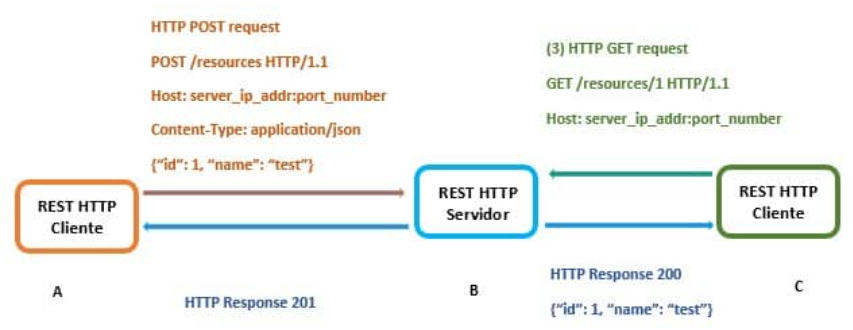 HTTP POST request
POST /resources HTTP/1.1
Host: server_ip_addr:port_number
Content-Type: application/json
{“id”: 1, “name”: “test”}
(3) HTTP GET request
GET /resources/1 HTTP/1.1
Host: server_ip_addr:port_number
REST HTTP
Cliente
REST HTTP
Servidor
REST HTTP
Cliente
A
HTTP Response 201
B
HTTP Response 200
{“id”: 1, “name”: “test”}
C